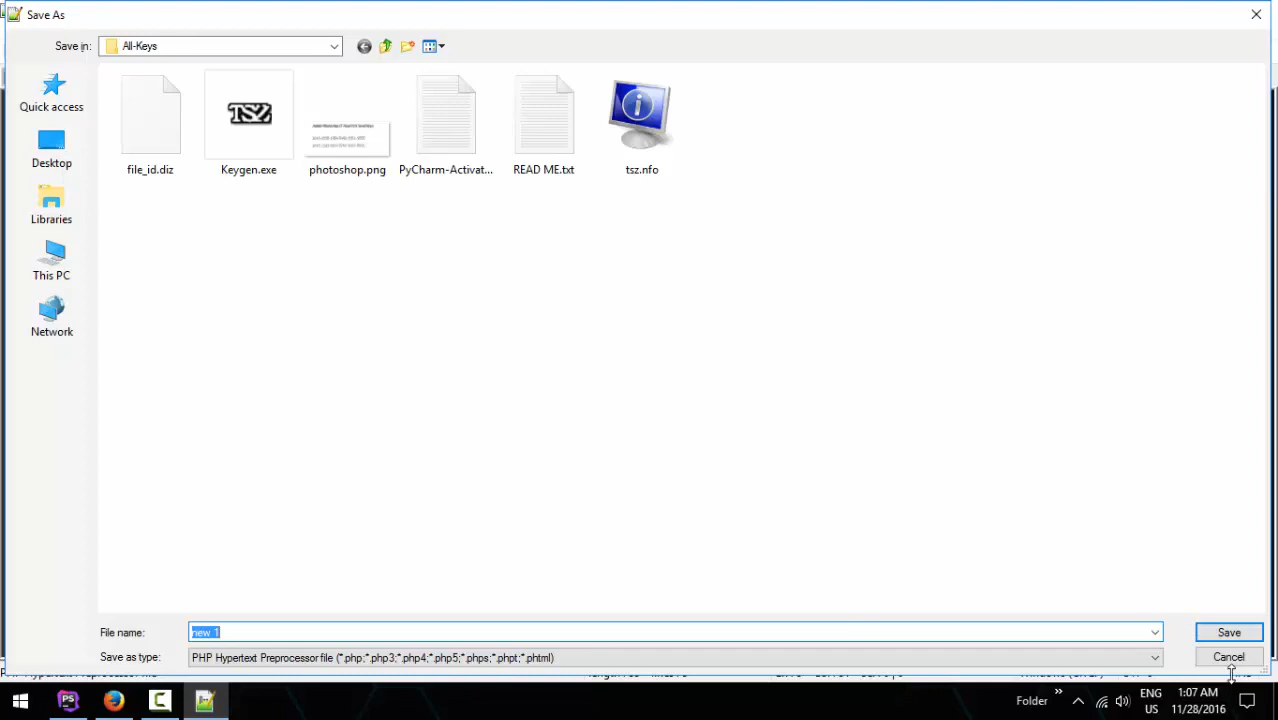 Save As
Save in:
All-Keys
Quick access
Desktop
Libraries
This PC
Network
TSZ
file_id.diz
Keygen.exe
photoshop.png
PyCharm-Activat...
READ ME.txt
tsz.nfo
File name:
new 1
Save
Save as type:
PHP Hypertext Preprocessor file (*.php;*.php3;*.php4;*.php5;*.phps;*.phpt;*.phtml)
Cancel
PS
Folder
ENG
US
1:07 AM
11/28/2016